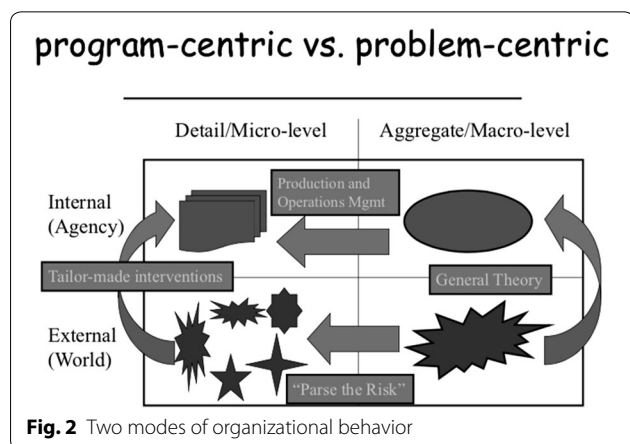 program-centric vs. problem-centric
Detail/Micro-level
Aggregate/Macro-level
Internal
(Agency)
Production and
Operations Mgmt
Tailor-made interventions
General Theory
External
(World)
“Parse the Risk”
Fig. 2 Two modes of organizational behavior